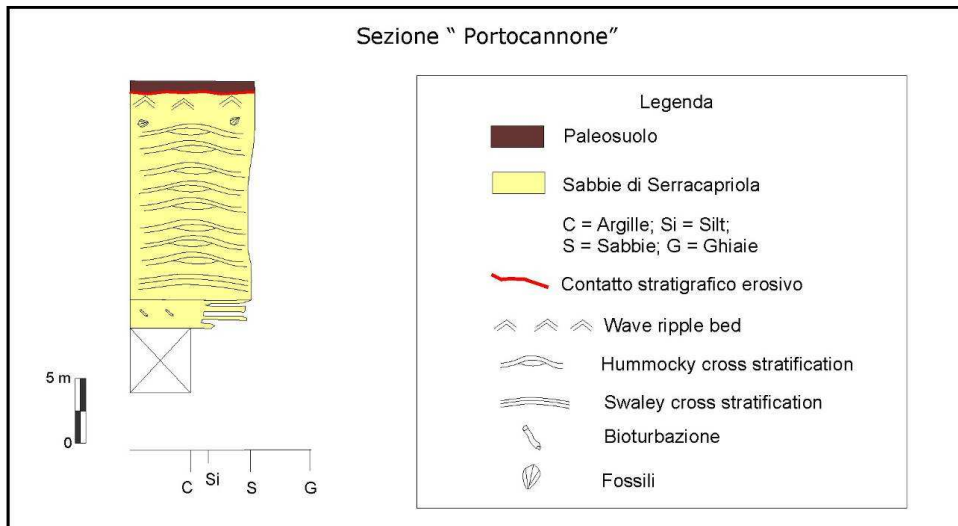 Sezione “ Portocannone”
5 m
0
C
Si
S
G
Legenda
Paleosuolo
Sabbie di Serracapriola
C = Argille; Si = Silt;
S = Sabbie; G = Ghiaie
Contatto stratigrafico erosivo
Wave ripple bed
Hummocky cross stratification
Swaley cross stratification
Bioturbazione
Fossili